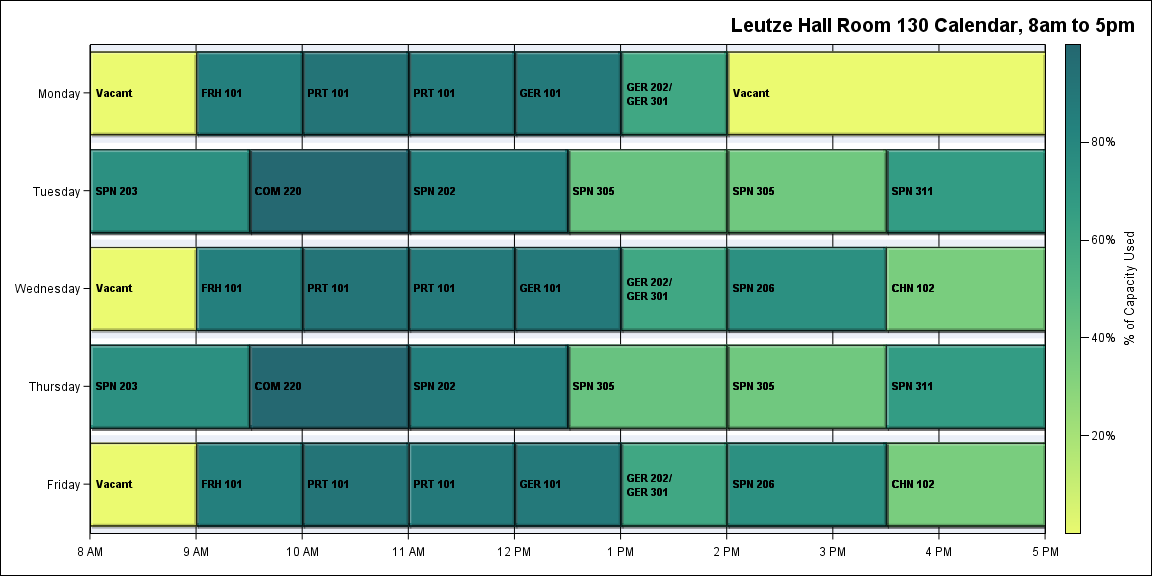 Leutze Hall Room 130 Calendar, 8am to 5pm
Monday
Vacant
FRH 101
PRT 101
PRT 101
GER 101
GER 202/
GER 301
Vacant
Tuesday
SPN 203
COM 220
SPN 202
SPN 305
SPN 305
SPN 311
Wednesday
Vacant
FRH 101
PRT 101
PRT 101
GER 101
GER 202/
GER 301
SPN 206
CHN 102
Thursday
SPN 203
COM 220
SPN 202
SPN 305
SPN 305
SPN 311
Friday
Vacant
FRH 101
PRT 101
PRT 101
GER 101
GER 202/
GER 301
SPN 206
CHN 102
8 AM
9 AM
10 AM
11 AM
12 PM
1 PM
2 PM
3 PM
4 PM
5 PM
80%
60%
40%
20%
% of Capacity Used